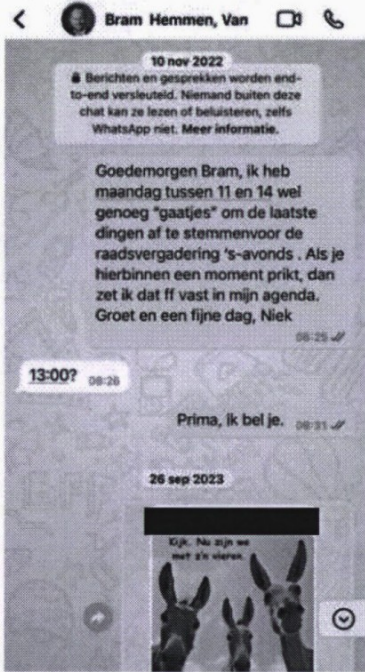 Bram Hemmen, Van
10 nov 2022
Berichten en gesprekken worden end-
to-end versleuteld. Niemand buiten deze
chat kan ze lezen of beluisteren, zelfs
WhatsApp niet. Meer informatie.
Goedemorgen Bram, ik heb
maandag tussen 11 en 14 wel
genoeg "gaatjes" om de laatste
dingen af te stemmenvoor de
raadsvergadering 's-avonds . Als je
hierbinnen een moment prikt, dan
zet ik dat ff vast in mijn agenda.
Groet en een fijne dag, Niek
08:25
13:00? 08:26
Prima, ik bel je. 08:31
26 sep 2023
Kijk. Nu zijn we
met z'n vieren.